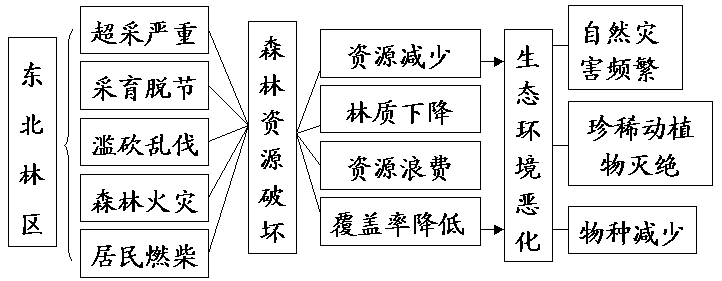 东北林区
超采严重
采育脱节
滥砍乱伐
森林火灾
居民燃柴
森林资源破坏
资源减少
林质下降
资源浪费
覆盖率降低
生态环境恶化
自然灾
害频繁
珍稀动植
物灭绝
物种减少